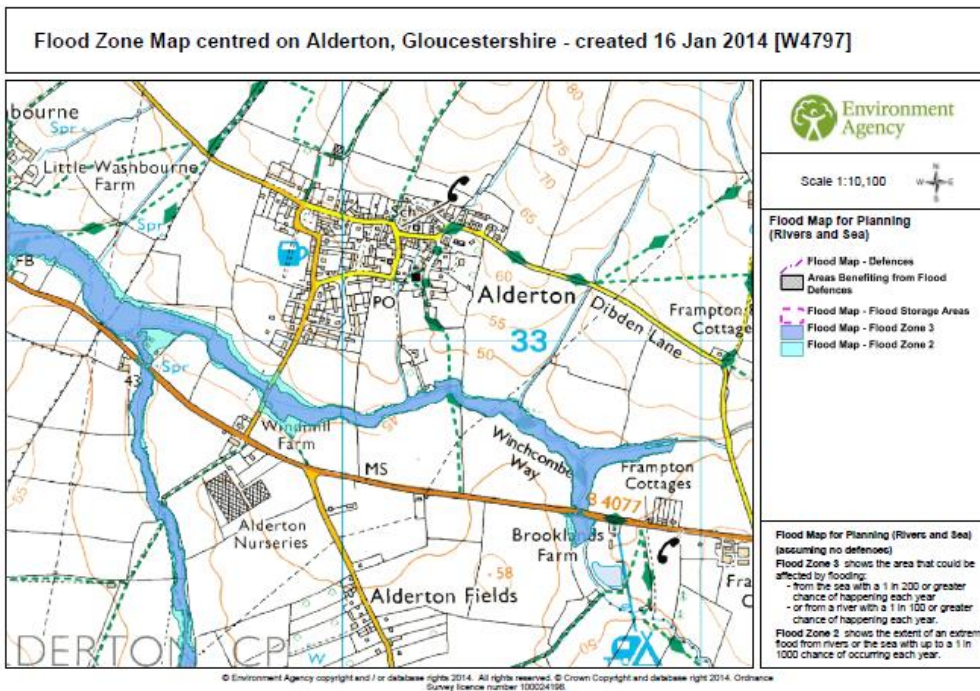 Flood Zone Map centred on Alderton, Gloucestershire - created 16 Jan 2014 [W4797]
bourne
Spr
Little Washbourne
Farm
Spr
FB
43
Spr
Sch
PO
Alderton
80
75
70
65
60
55
50
45
33
Dibden Lane
Frampton
Cottage
Windmill
Farm
MS
Winchcombe
Way
Frampton
Cottages
B 4077
Alderton
Nurseries
Brooklands
Farm
55
58
Alderton Fields
50
Fra
DERTON CP
W
Environment
Agency
Scale 1:10,100
N
W
E
S
Flood Map for Planning
(Rivers and Sea)
Flood Map - Defences
Areas Benefiting from Flood
Defences
Flood Map - Flood Storage Areas
Flood Map - Flood Zone 3
Flood Map - Flood Zone 2
Flood Map for Planning (Rivers and Sea)
(assuming no defences)
Flood Zone 3 shows the area that could be
affected by flooding:
- from the sea with a 1 in 200 or greater
chance of happening each year
- or from a river with a 1 in 100 or greater
chance of happening each year.
Flood Zone 2 shows the extent of an extreme
flood from rivers or the sea with up to a 1 in
1000 chance of occurring each year.
© Environment Agency copyright and / or database rights 2014. All rights reserved. © Crown Copyright and database right 2014. Ordnance
Survey licence number 100024198.